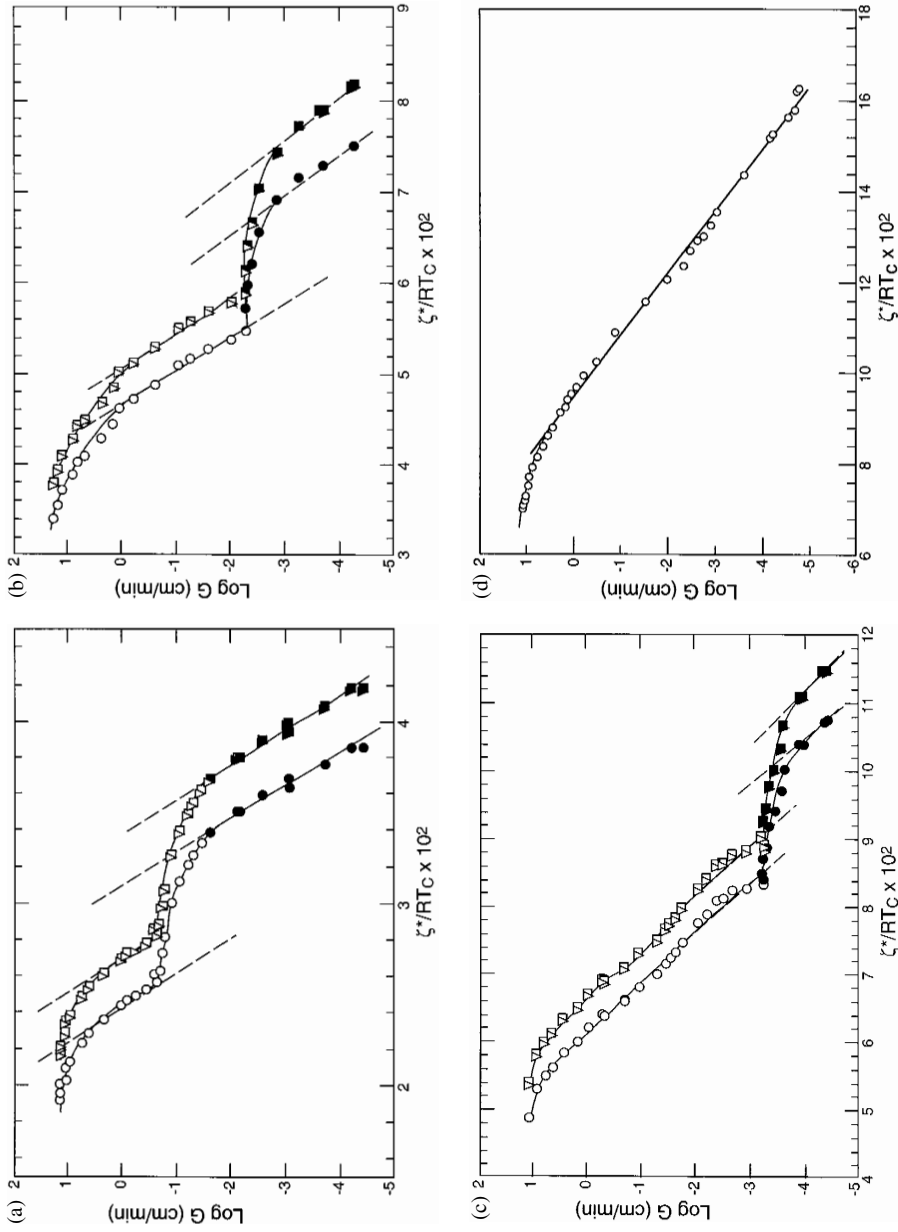 (a)
Log G (cm/min)
2 1 0 -1 -2 -3 -4 -5
2 3 4
ζ*/RTC x 10²
(b)
Log G (cm/min)
2 1 0 -1 -2 -3 -4 -5
3 4 5 6 7 8 9
ζ*/RTC x 10²
(c)
Log G (cm/min)
2 1 0 -1 -2 -3 -4 -5
4 5 6 7 8 9 10 11 12
ζ*/RTC x 10²
(d)
Log G (cm/min)
2 1 0 -1 -2 -3 -4 -5 -6
6 8 10 12 14 16 18
ζ*/RTC x 10²